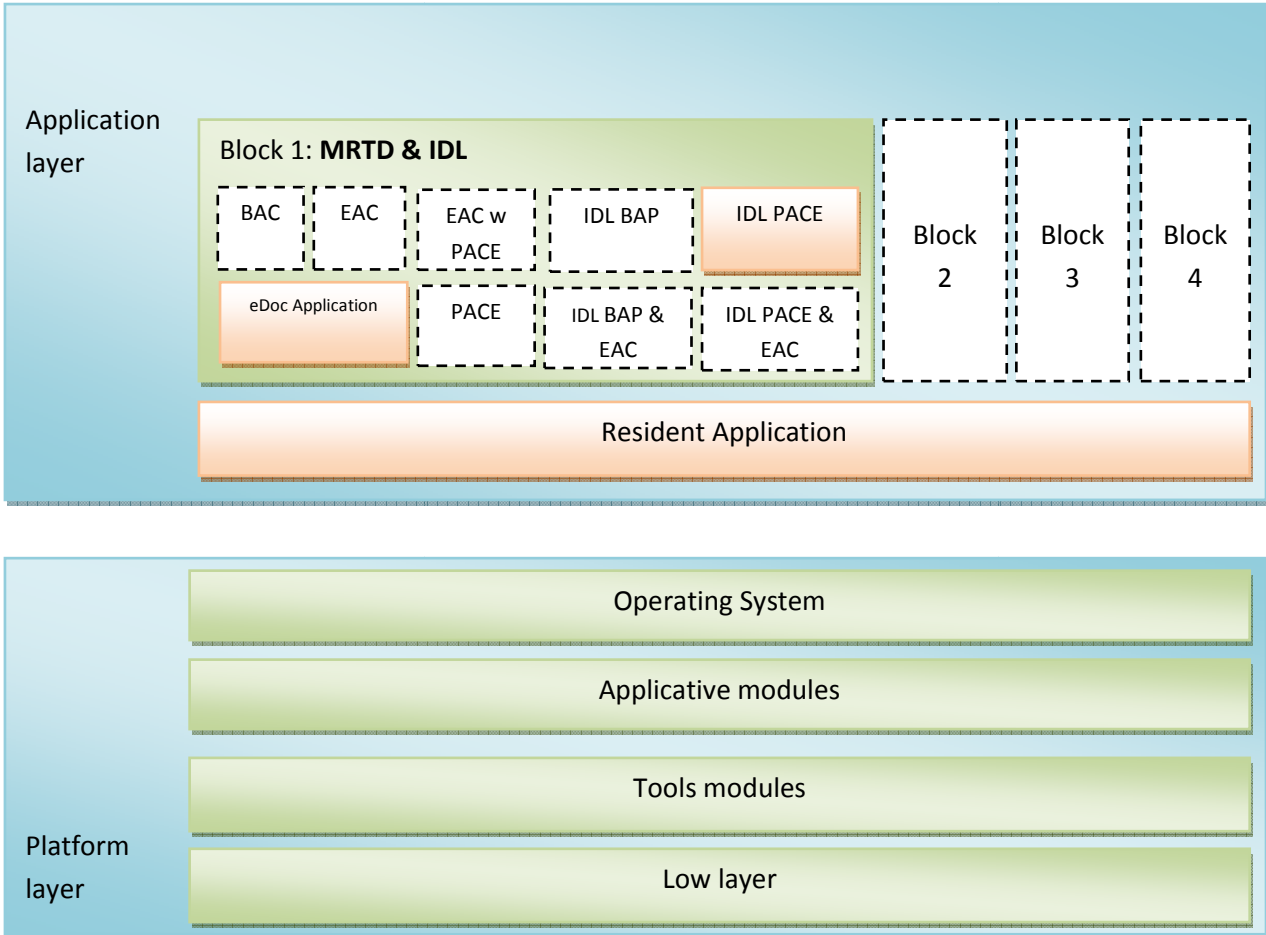 Application
layer
Block 1: MRTD & IDL
BAC
EAC
EAC w
PACE
IDL BAP
IDL PACE
eDoc Application
PACE
IDL BAP &
EAC
IDL PACE &
EAC
Block
2
Block
3
Block
4
Resident Application
Operating System
Applicative modules
Tools modules
Platform
layer
Low layer